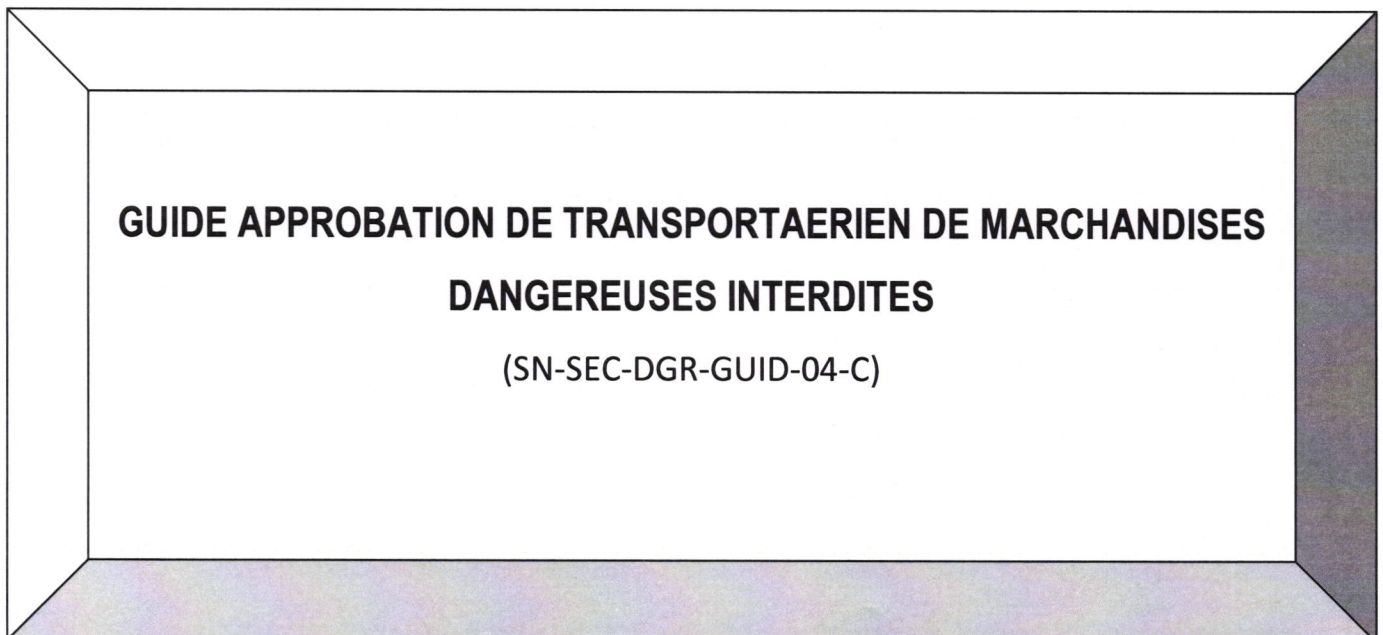 GUIDE APPROBATION DE TRANSPORTAERIEN DE MARCHANDISES
DANGEREUSES INTERDITES
(SN-SEC-DGR-GUID-04-C)